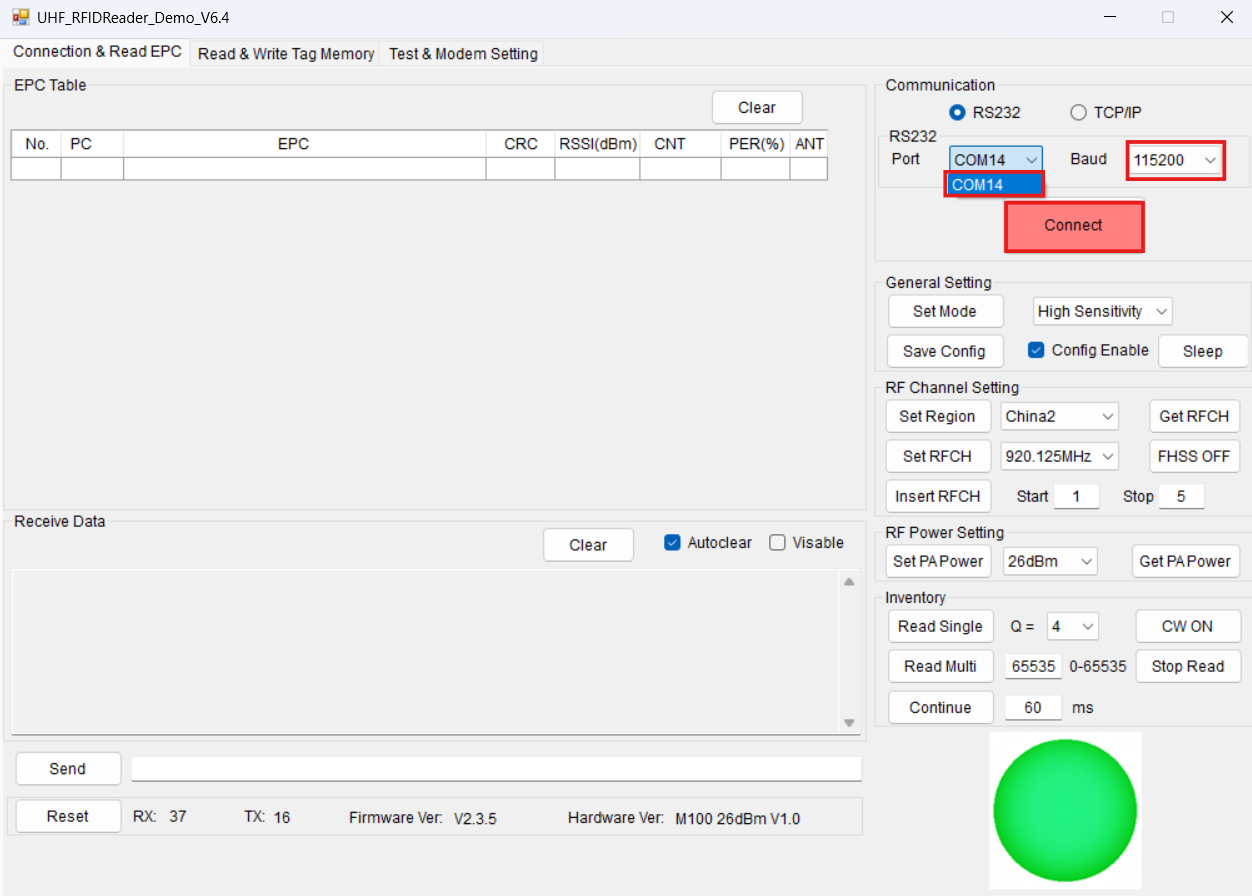 UHF_RFIDReader_Demo_V6.4
Connection & Read EPC Read & Write Tag Memory Test & Modem Setting
EPC Table
Clear
No. PC EPC CRC RSSI(dBm) CNT PER(%) ANT
Communication
RS232 TCP/IP
RS232
Port COM14 Baud 115200
COM14
Connect
General Setting
Set Mode High Sensitivity
Save Config Config Enable Sleep
RF Channel Setting
Set Region China2 Get RFCH
Set RFCH 920.125MHz FHSS OFF
Insert RFCH Start 1 Stop 5
RF Power Setting
Set PA Power 26dBm Get PA Power
Inventory
Read Single Q = 4 CW ON
Read Multi 65535 0-65535 Stop Read
Continue 60 ms
Receive Data
Clear Autoclear Visable
Send
Reset RX: 37 TX: 16 Firmware Ver: V2.3.5 Hardware Ver: M100 26dBm V1.0